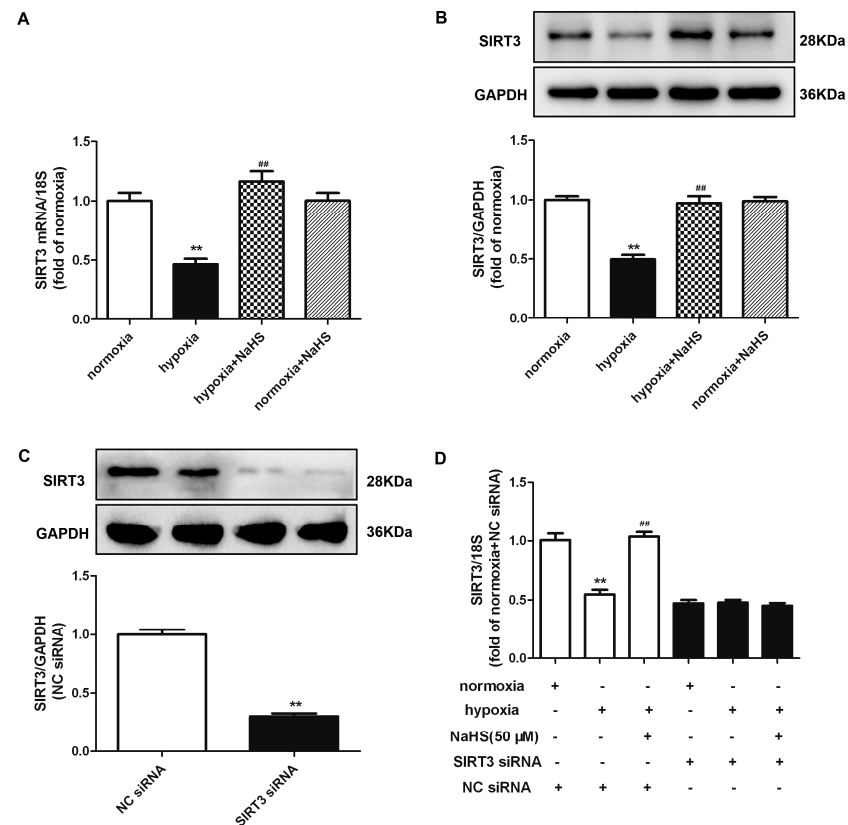 A
SIRT3 mRNA/18S
(fold of normoxia)
1.5
1.0
0.5
0.0
**
##
normoxia
hypoxia
hypoxia+NaHS
normoxia+NaHS
B
SIRT3
28KDa
GAPDH
36KDa
SIRT3/GAPDH
(fold of normoxia)
1.5
1.0
0.5
0.0
**
##
normoxia
hypoxia
hypoxia+NaHS
normoxia+NaHS
C
SIRT3
28KDa
GAPDH
36KDa
SIRT3/GAPDH
(NC siRNA)
1.5
1.0
0.5
0.0
**
NC siRNA
SIRT3 siRNA
D
SIRT3/18S
(fold of normoxia+NC siRNA)
1.5
1.0
0.5
0.0
**
##
normoxia + - - + - -
hypoxia - + + - + +
NaHS(50 µM) - - + - - +
SIRT3 siRNA - - - + + +
NC siRNA + + + - - -